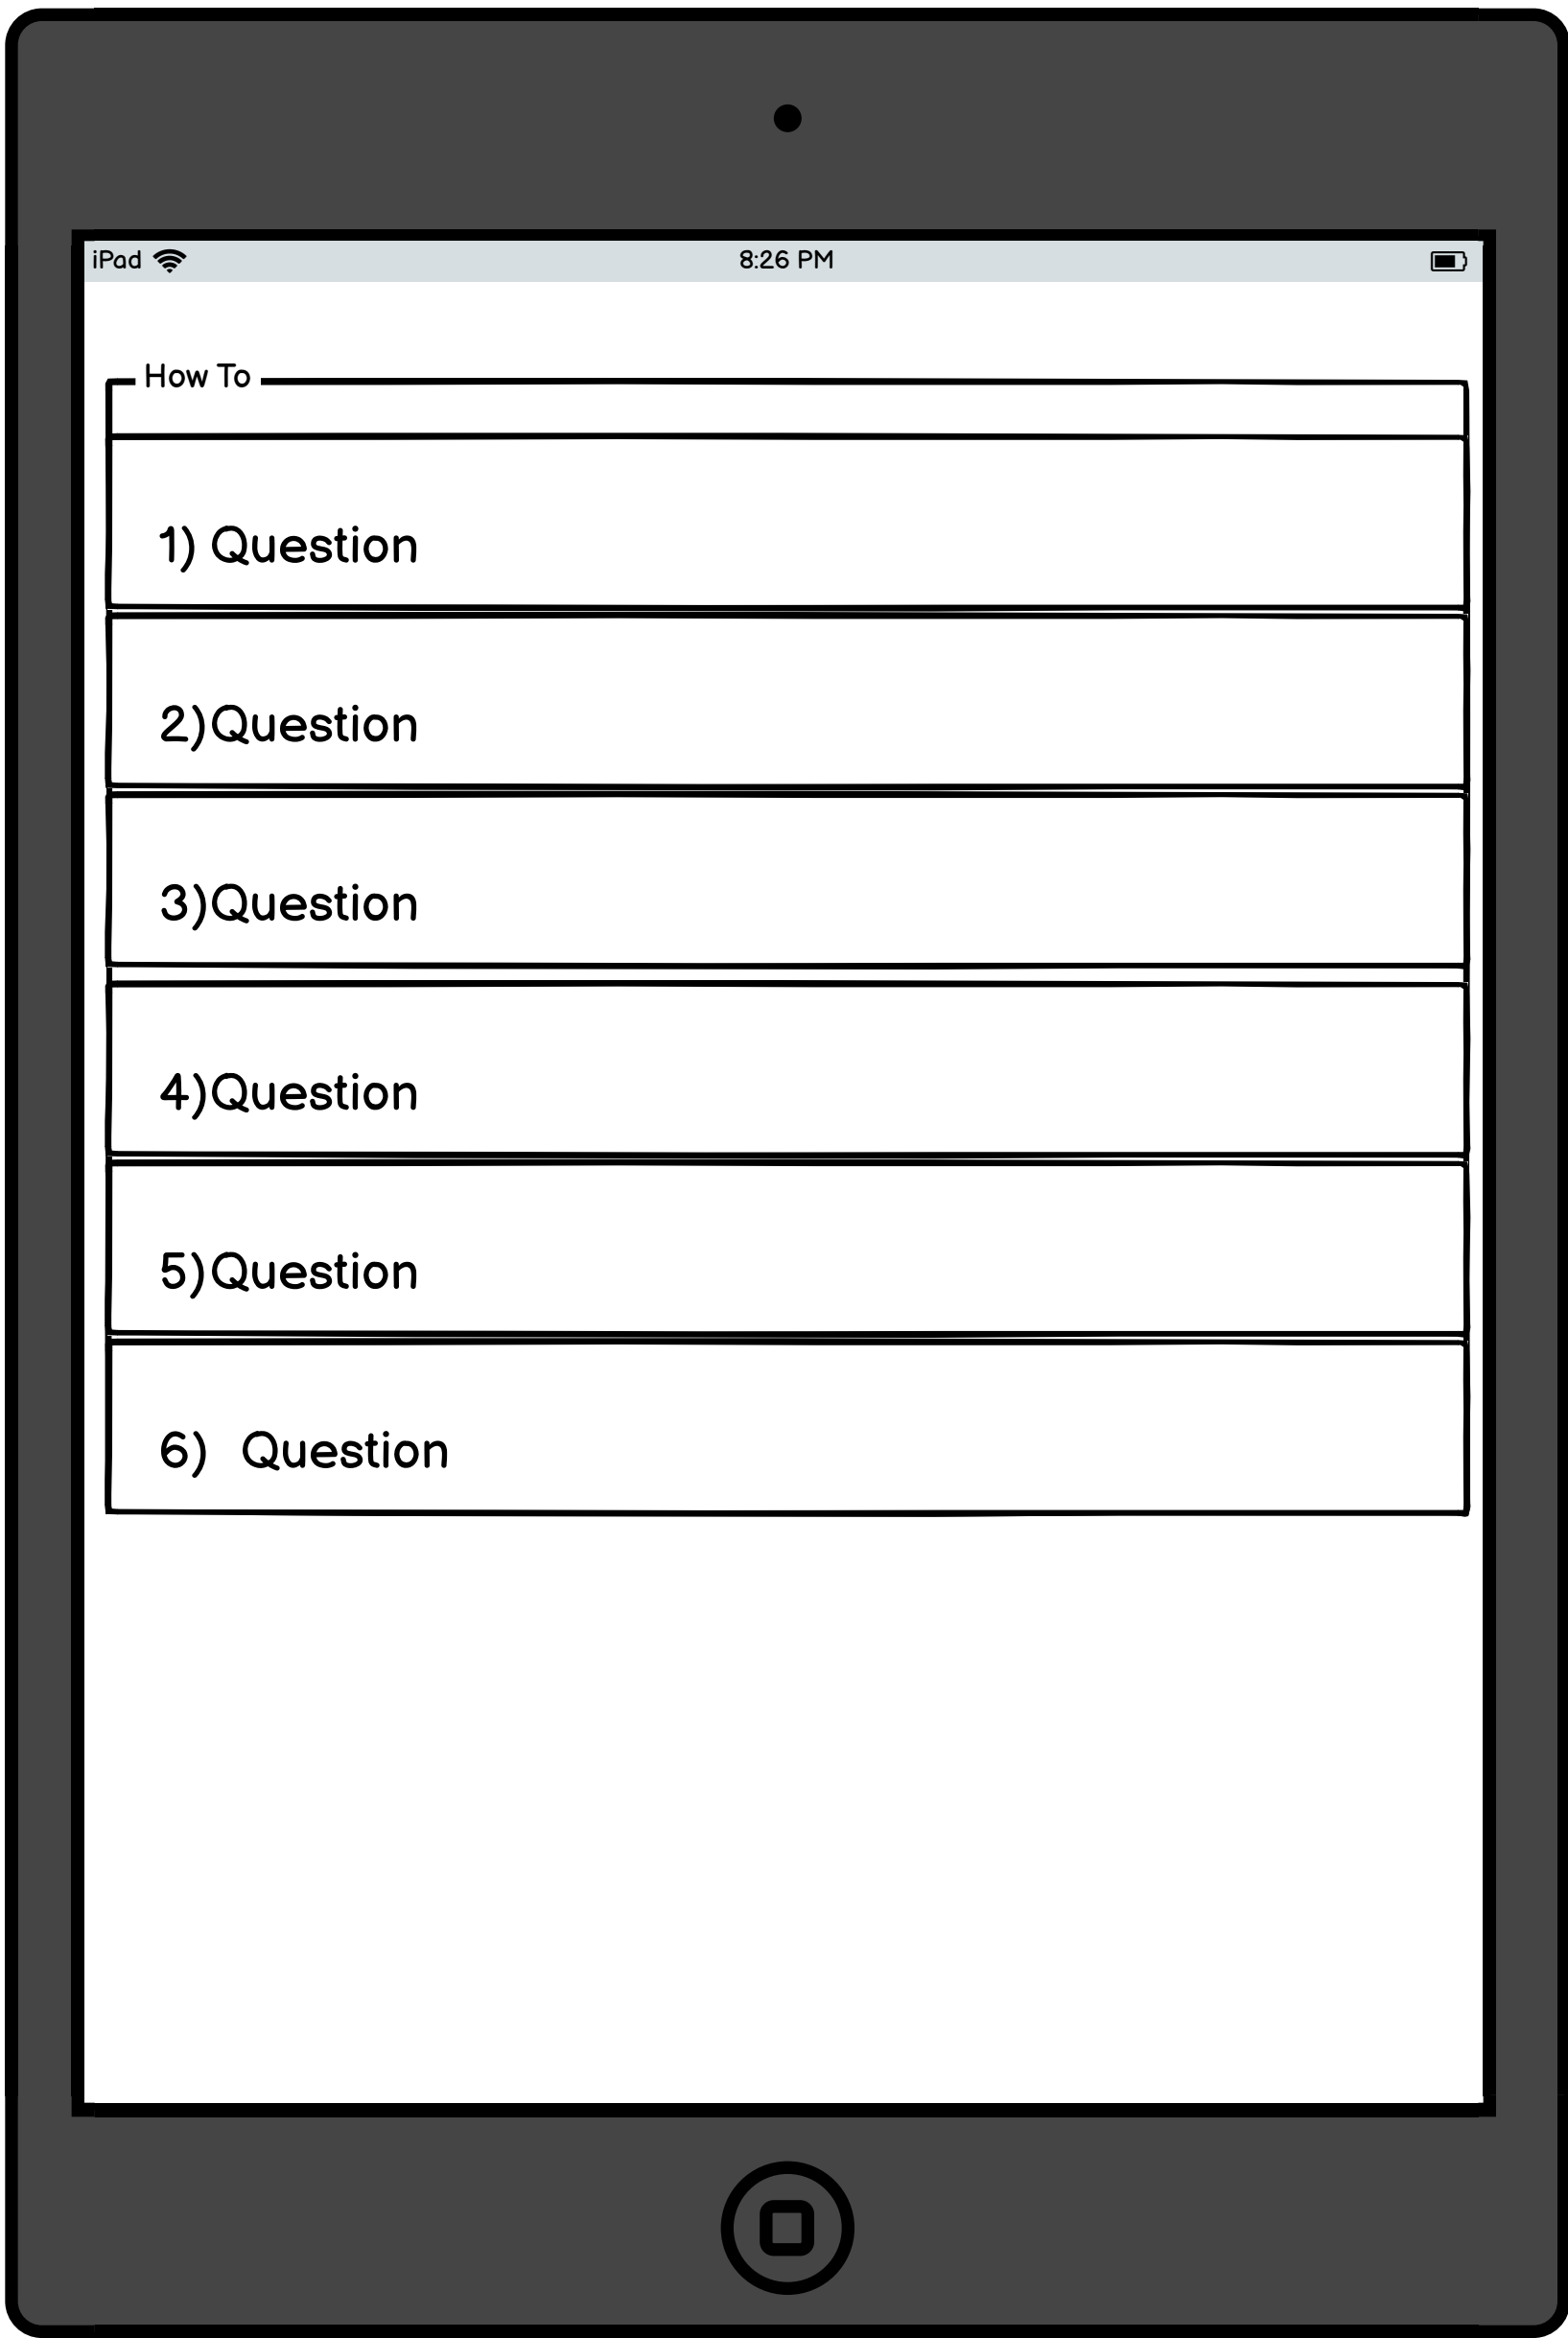 iPad 8:26 PM
How To
1) Question
2)Question
3)Question
4)Question
5)Question
6) Question